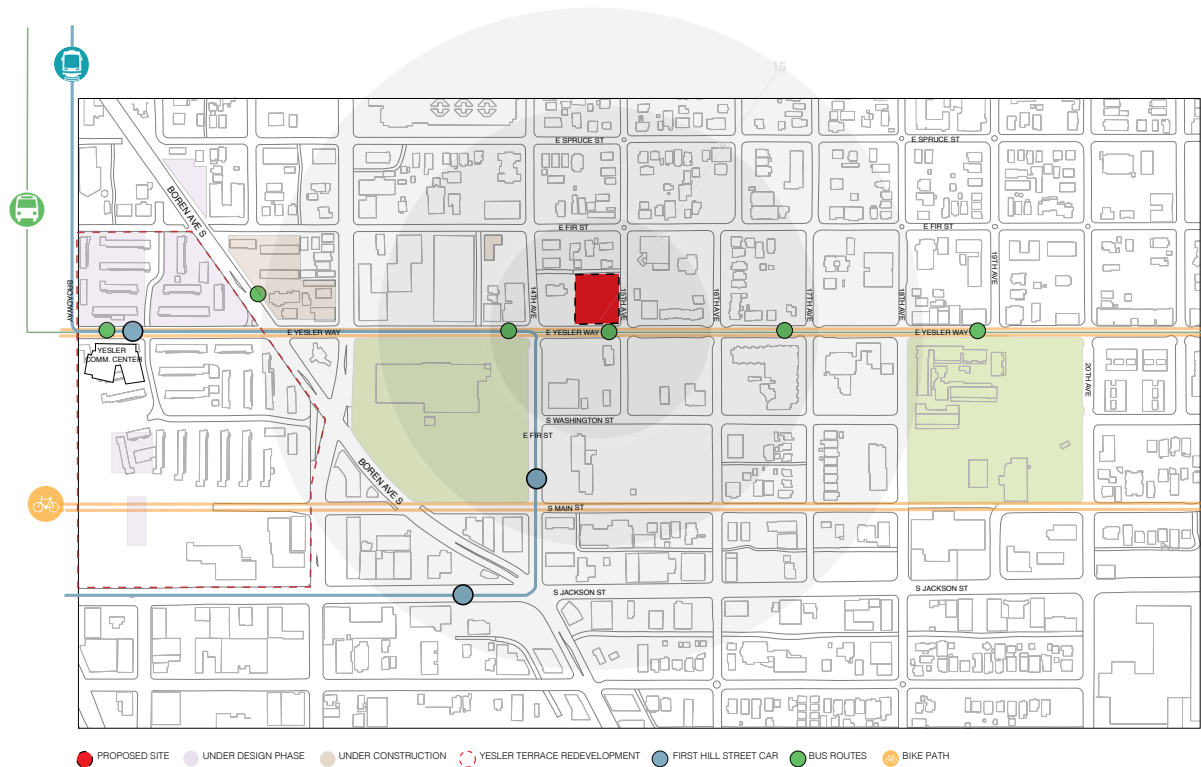 15
E SPRUCE ST
E SPRUCE ST
BOREN AVE S
E FIR ST
E FIR ST
19TH AVE
BROADWAY
14TH AVE
15TH AVE
16TH AVE
17TH AVE
18TH AVE
E YESLER WAY
E YESLER WAY
E YESLER WAY
YESLER
COMM. CENTER
20TH AVE
S WASHINGTON ST
E FIR ST
BOREN AVE S
S MAIN ST
S JACKSON ST
S JACKSON ST
PROPOSED SITE
UNDER DESIGN PHASE
UNDER CONSTRUCTION
YESLER TERRACE REDEVELOPMENT
FIRST HILL STREET CAR
BUS ROUTES
BIKE PATH